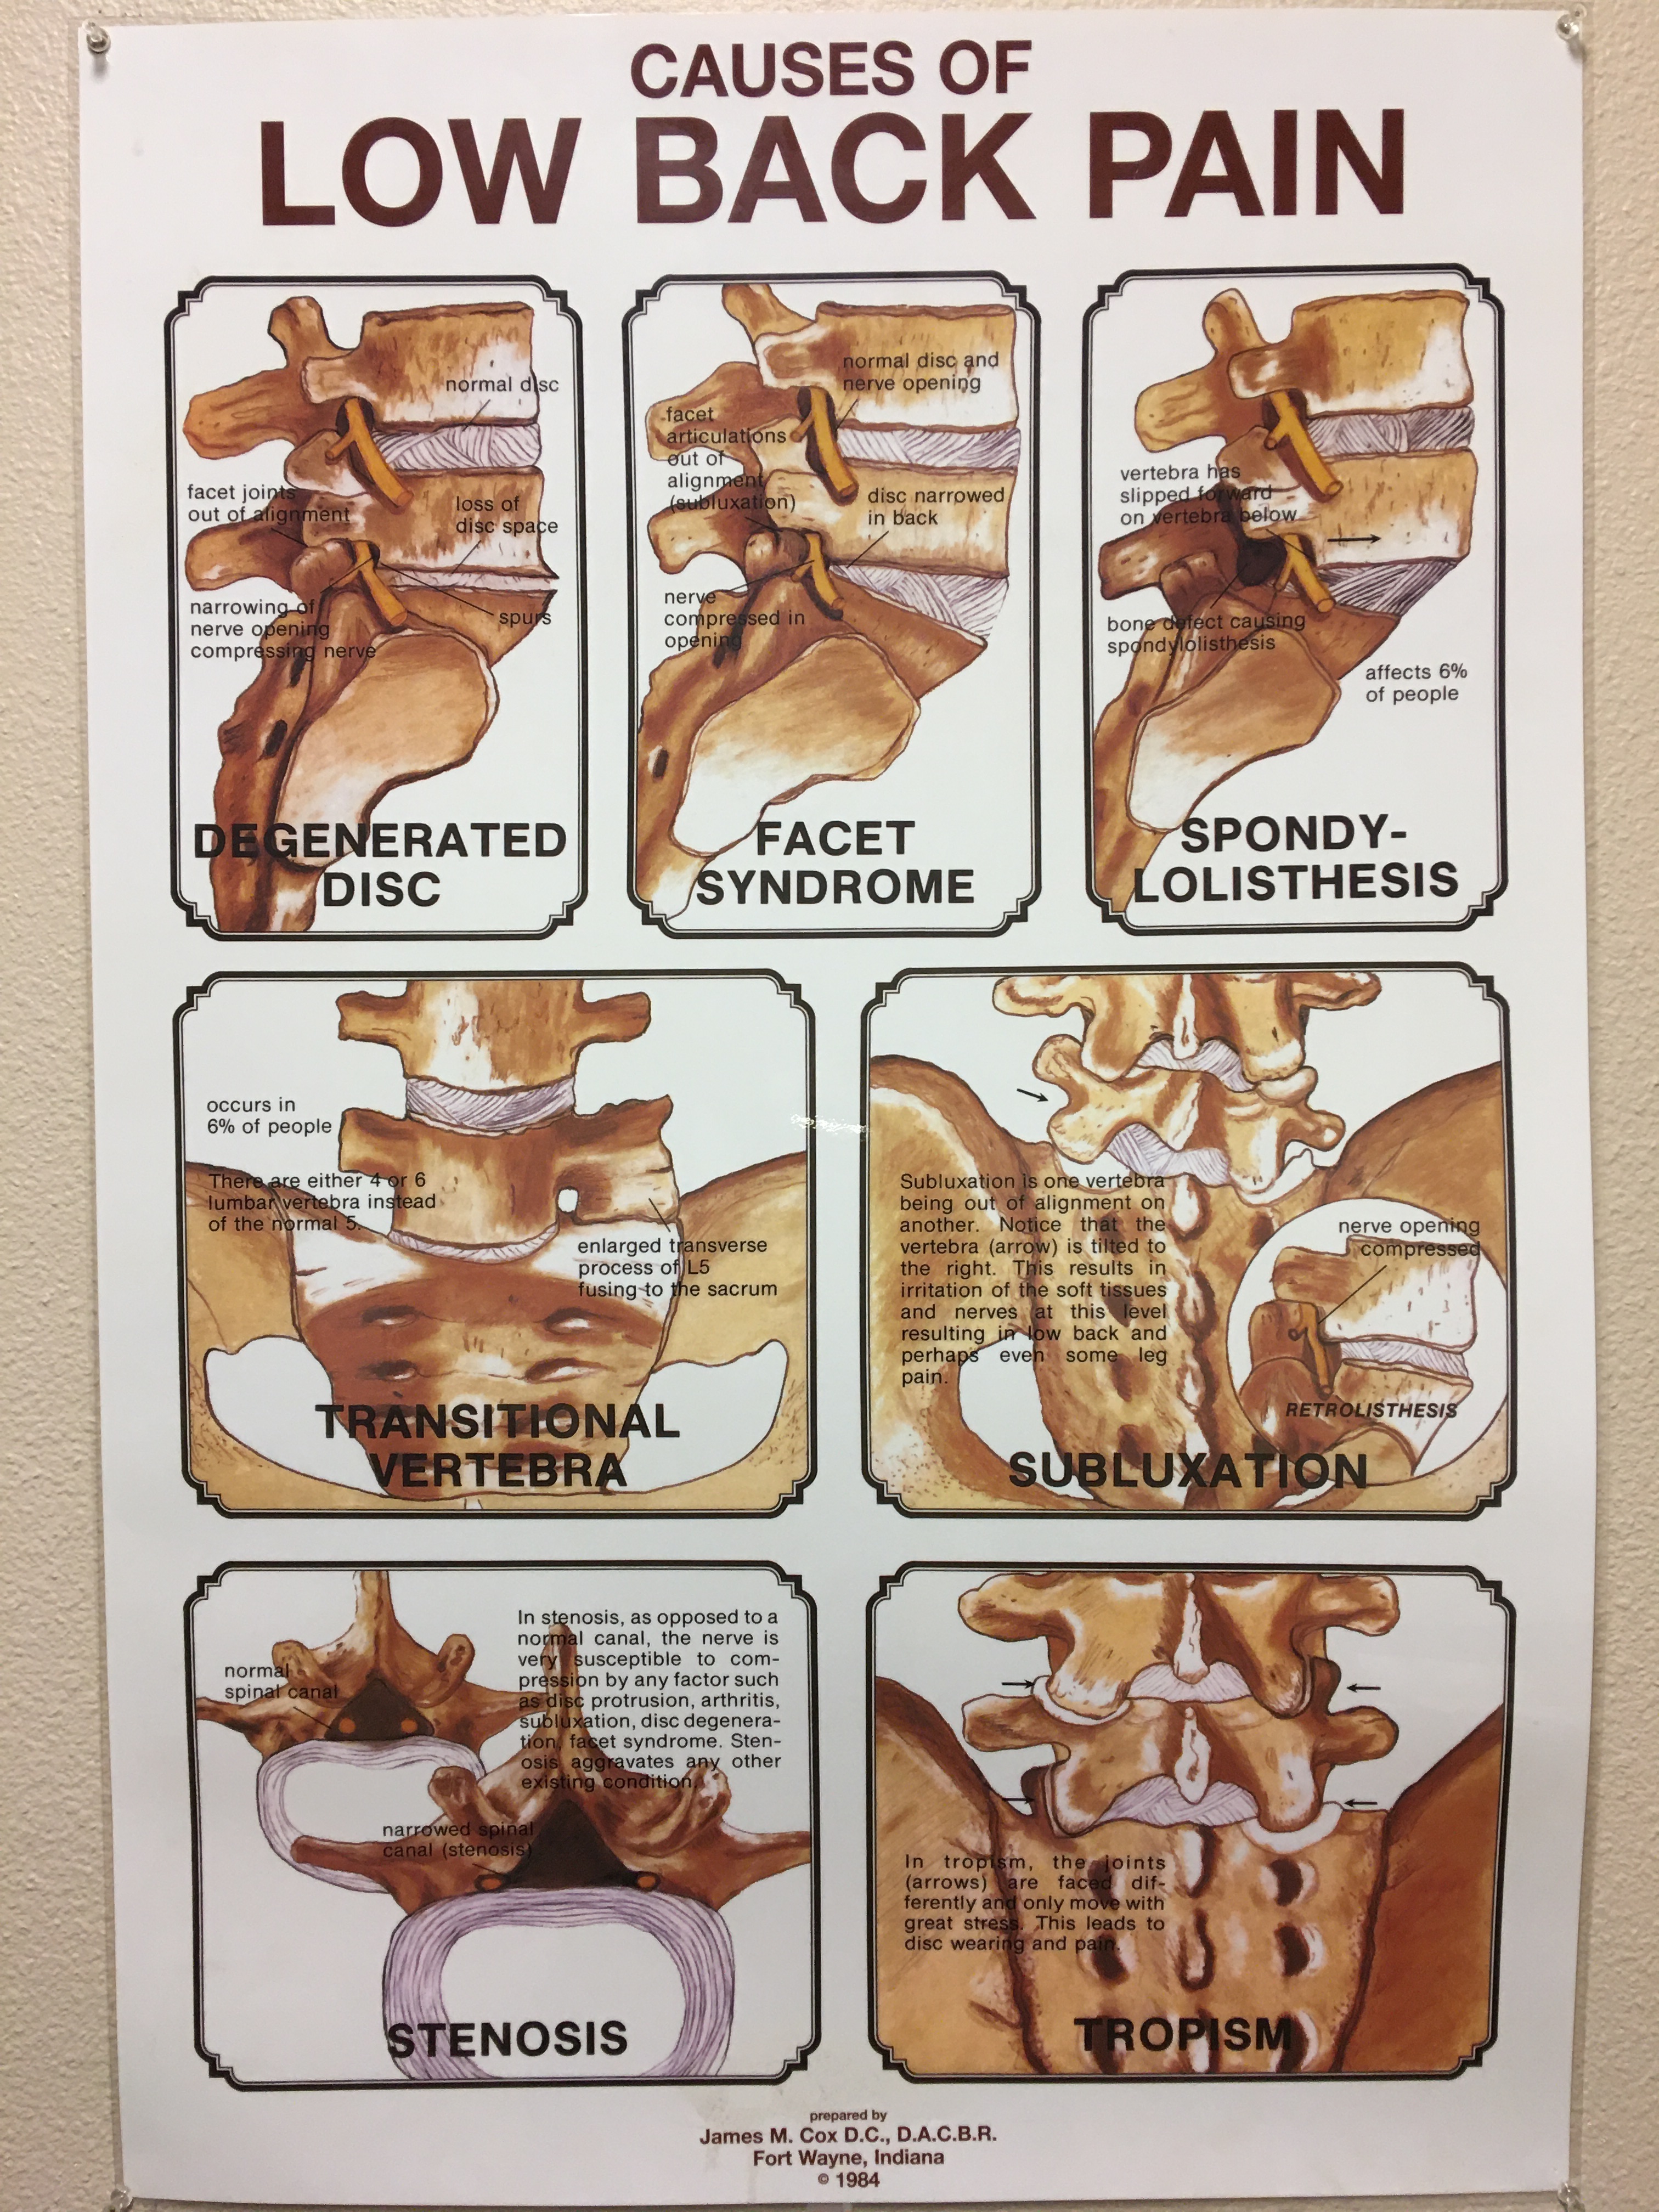 CAUSES OF
LOW BACK PAIN
normal disc
facet joints
out of alignment
loss of
disc space
narrowing of
nerve opening
compressing nerve
spurs
DEGENERATED
DISC
normal disc and
nerve opening
facet
articulations
out of
alignment
(subluxation)
disc narrowed
in back
nerve
compressed in
opening
FACET
SYNDROME
vertebra has
slipped forward
on vertebra below
bone defect causing
spondylolisthesis
affects 6%
of people
SPONDY-
LOLISTHESIS
occurs in
6% of people
There are either 4 or 6
lumbar vertebra instead
of the normal 5.
enlarged transverse
process of L5
fusing to the sacrum
TRANSITIONAL
VERTEBRA
Subluxation is one vertebra
being out of alignment on
another. Notice that the
vertebra (arrow) is tilted to
the right. This results in
irritation of the soft tissues
and nerves at this level
resulting in low back and
perhaps even some leg
pain.
nerve opening
compressed
RETROLISTHESIS
SUBLUXATION
normal
spinal canal
In stenosis, as opposed to a
normal canal, the nerve is
very susceptible to com-
pression by any factor such
as disc protrusion, arthritis,
subluxation, disc degenera-
tion, facet syndrome. Sten-
osis aggravates any other
existing condition.
narrowed spinal
canal (stenosis)
STENOSIS
In tropism, the joints
(arrows) are faced dif-
ferently and only move with
great stress. This leads to
disc wearing and pain.
TROPISM
prepared by
James M. Cox D.C., D.A.C.B.R.
Fort Wayne, Indiana
© 1984